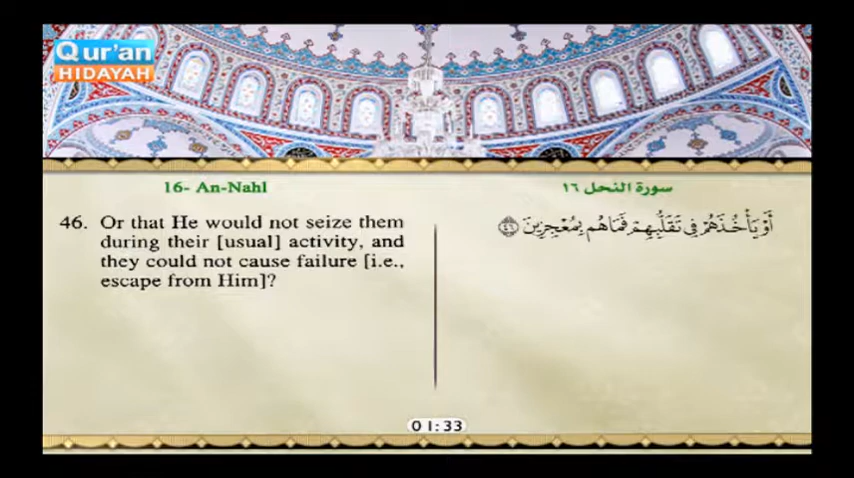 Qur'an
HIDAYAH
16- An-Nahl
سورة النحل ١٦
46. Or that He would not seize them
during their [usual] activity, and
they could not cause failure [i.e.,
escape from Him]?
أَوْ يَأْخُذَهُمْ فِي تَقَلُّبِهِمْ فَمَا هُم بِمُعْجِزِينَ ﴿٤٦﴾
01:33